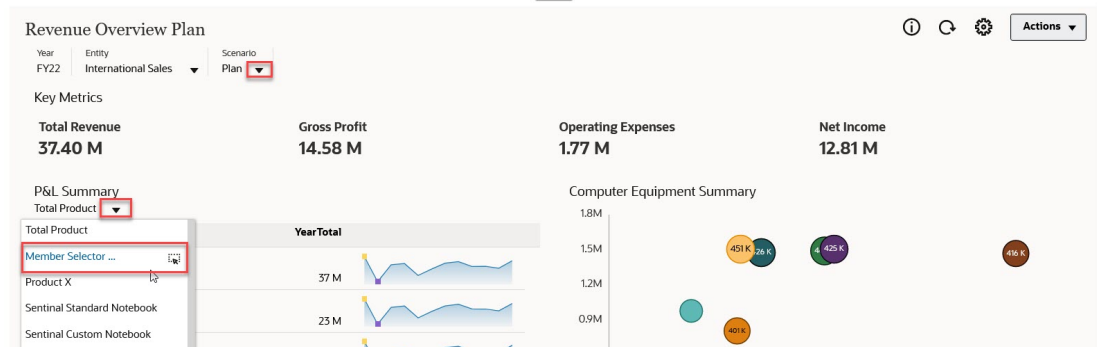 Revenue Overview Plan
Actions
Year Entity Scenario
FY22 International Sales Plan
Key Metrics
Total Revenue Gross Profit Operating Expenses Net Income
37.40 M 14.58 M 1.77 M 12.81 M
P&L Summary
Total Product
Total Product
Member Selector ...
Product X
Sentinal Standard Notebook
Sentinal Custom Notebook
YearTotal
37 M
23 M
Computer Equipment Summary
1.8M
1.5M
1.2M
0.9M
451 K
425 K
416 K
401 K